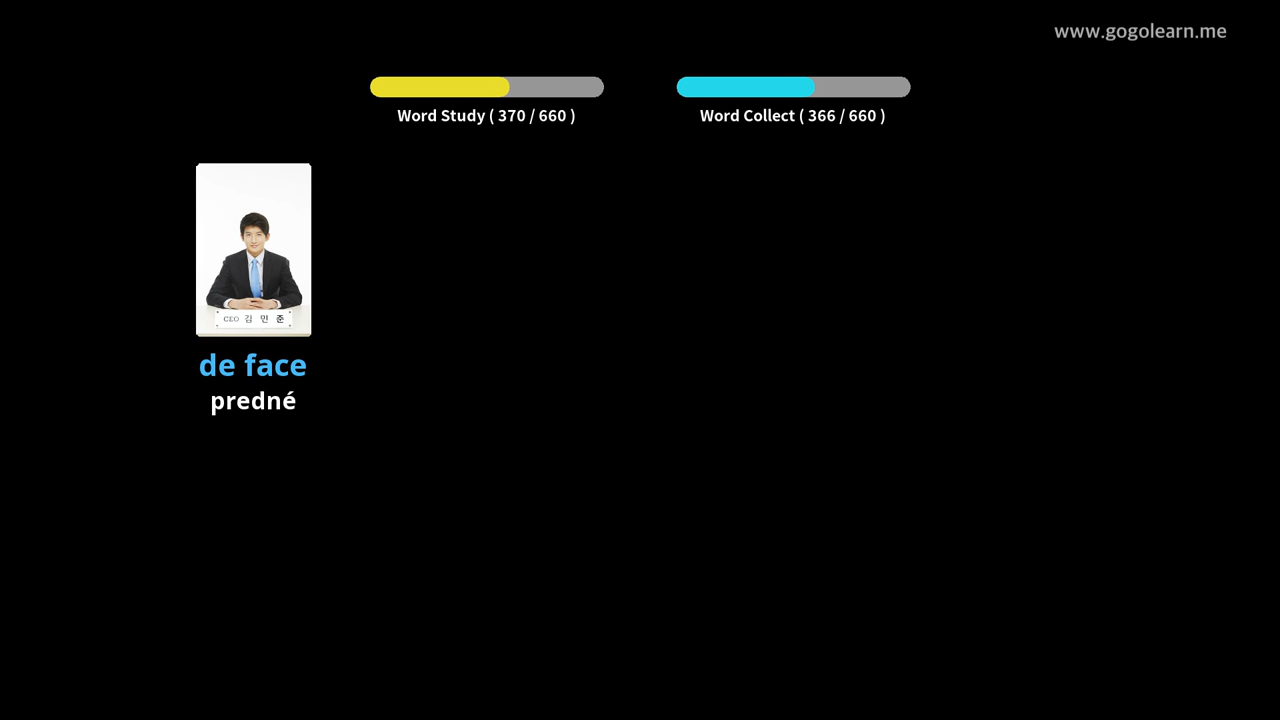 www.gogolearn.me
Word Study ( 370 / 660 )
Word Collect ( 366 / 660 )
CEO 김 민 준
de face
predné